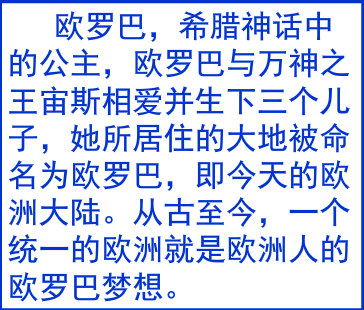 欧罗巴，希腊神话中
的公主，欧罗巴与万神之
王宙斯相爱并生下三个儿
子，她所居住的大地被命
名为欧罗巴，即今天的欧
洲大陆。从古至今，一个
统一的欧洲就是欧洲人的
欧罗巴梦想。